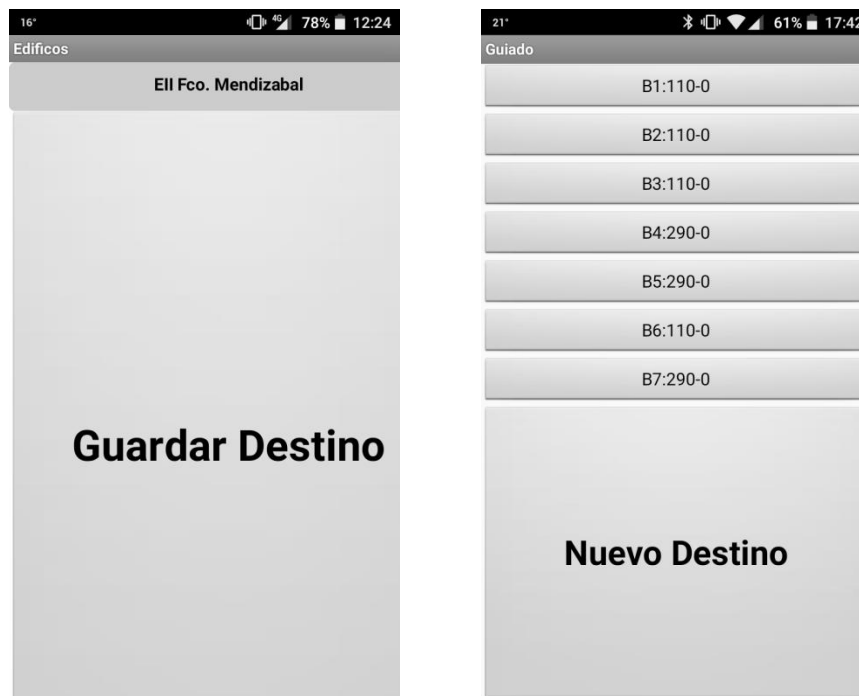 16°
4G 78% 12:24
Edificos
EII Fco. Mendizabal
Guardar Destino
21°
61% 17:42
Guiado
B1:110-0
B2:110-0
B3:110-0
B4:290-0
B5:290-0
B6:110-0
B7:290-0
Nuevo Destino